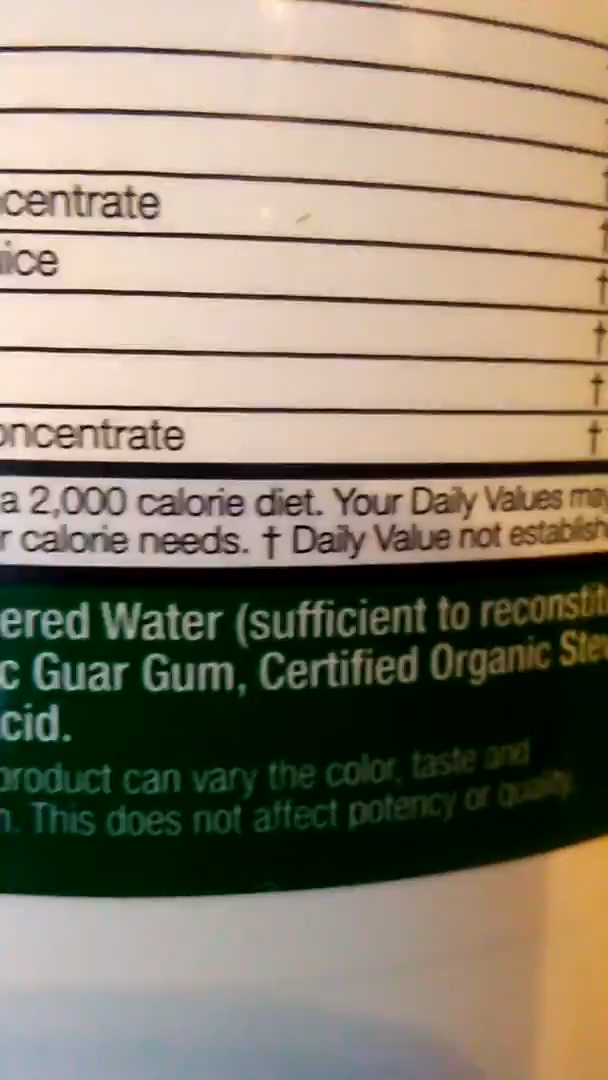 centrate †
ice †
†
†
oncentrate †
a 2,000 calorie diet. Your Daily Values may
r calorie needs. † Daily Value not establish
ered Water (sufficient to reconstit
c Guar Gum, Certified Organic Ste
cid.
product can vary the color, taste and
n. This does not affect potency or quality.